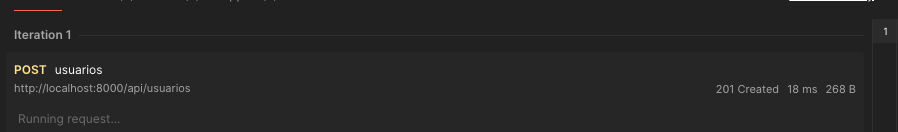 Iteration 1
1
POST usuarios
http://localhost:8000/api/usuarios
201 Created 18 ms 268 B
Running request...